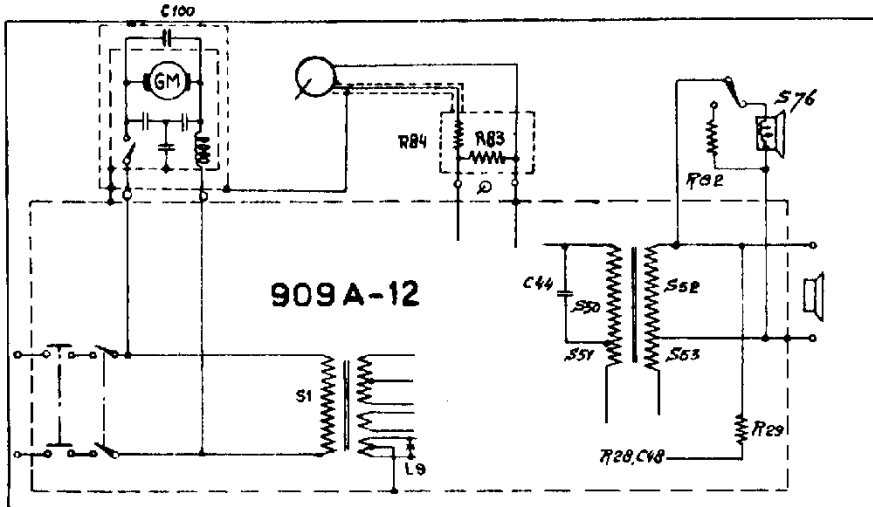 C100
GM
S76
R84
R83
R82
909A-12
C44
S50
S52
S51
S53
S1
R29
L9
R28,C48